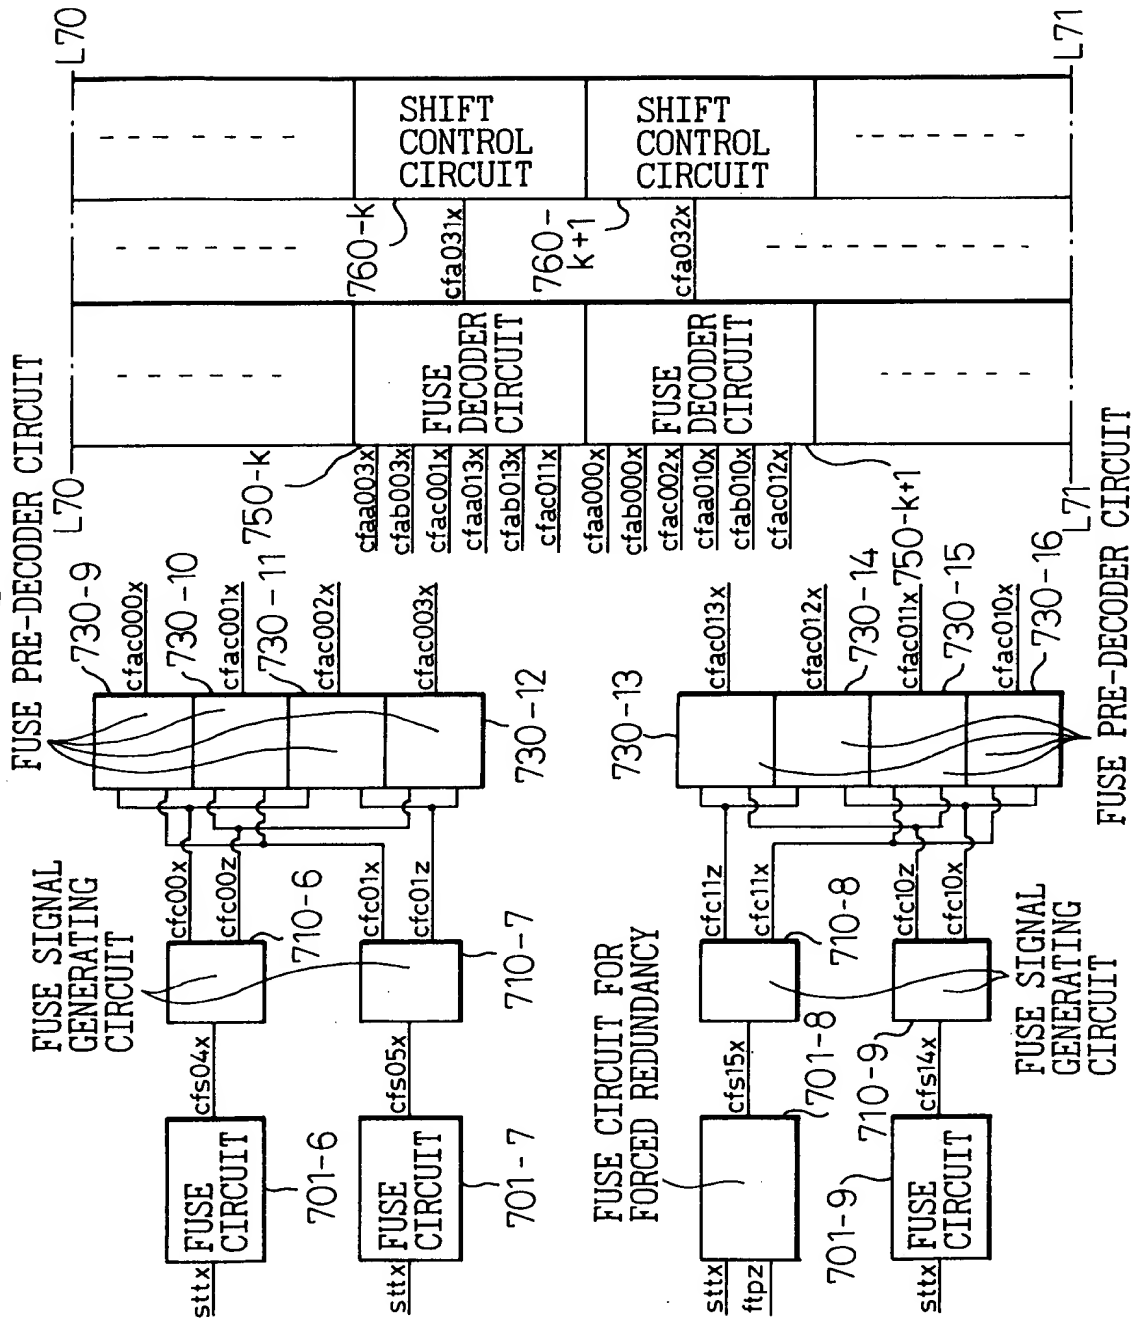 FUSE PRE-DECODER CIRCUIT
L70
L70
730-9
cfac000x
730-10
cfac001x
730-11
cfac002x
cfac003x
730-12
FUSE SIGNAL
GENERATING
CIRCUIT
cfc00x
cfc00z
710-6
cfc01x
cfc01z
710-7
cfs04x
cfs05x
sttx
FUSE
CIRCUIT
701-6
sttx
FUSE
CIRCUIT
701-7
750-k
cfaa003x
cfab003x
cfac001x
cfaa013x
cfab013x
cfac011x
FUSE
DECODER
CIRCUIT
cfaa000x
cfab000x
cfac002x
cfaa010x
cfab010x
cfac012x
FUSE
DECODER
CIRCUIT
750-k+1
760-k
cfa031x
SHIFT
CONTROL
CIRCUIT
760-
k+1
cfa032x
SHIFT
CONTROL
CIRCUIT
L71
L71
730-13
cfac013x
cfac012x
730-14
cfac011x
730-15
cfac010x
730-16
FUSE PRE-DECODER CIRCUIT
cfc11z
cfc11x
710-8
cfc10z
cfc10x
FUSE SIGNAL
GENERATING
CIRCUIT
FUSE CIRCUIT FOR
FORCED REDUNDANCY
cfs15x
701-8
710-9
cfs14x
sttx
ftpz
701-9
sttx
FUSE
CIRCUIT